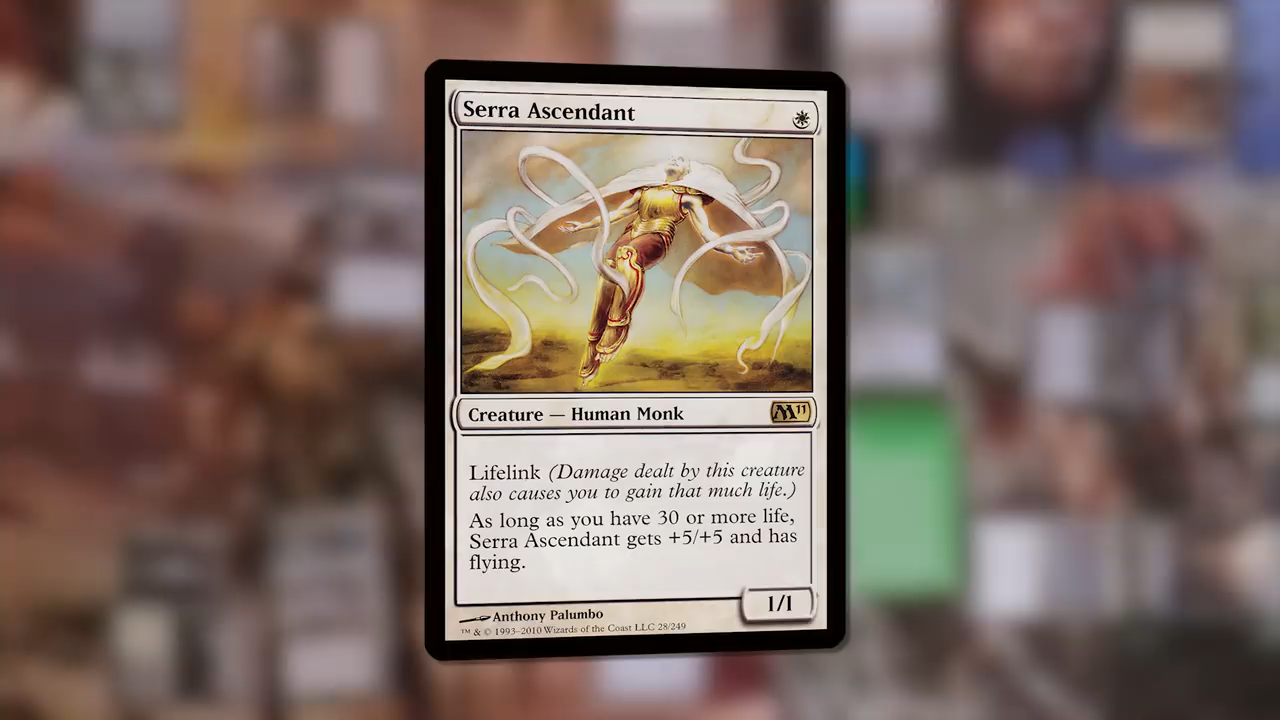 Serra Ascendant
Creature — Human Monk
M11
Lifelink (Damage dealt by this creature
also causes you to gain that much life.)
As long as you have 30 or more life,
Serra Ascendant gets +5/+5 and has
flying.
1/1
Anthony Palumbo
™ & © 1993–2010 Wizards of the Coast LLC 28/249